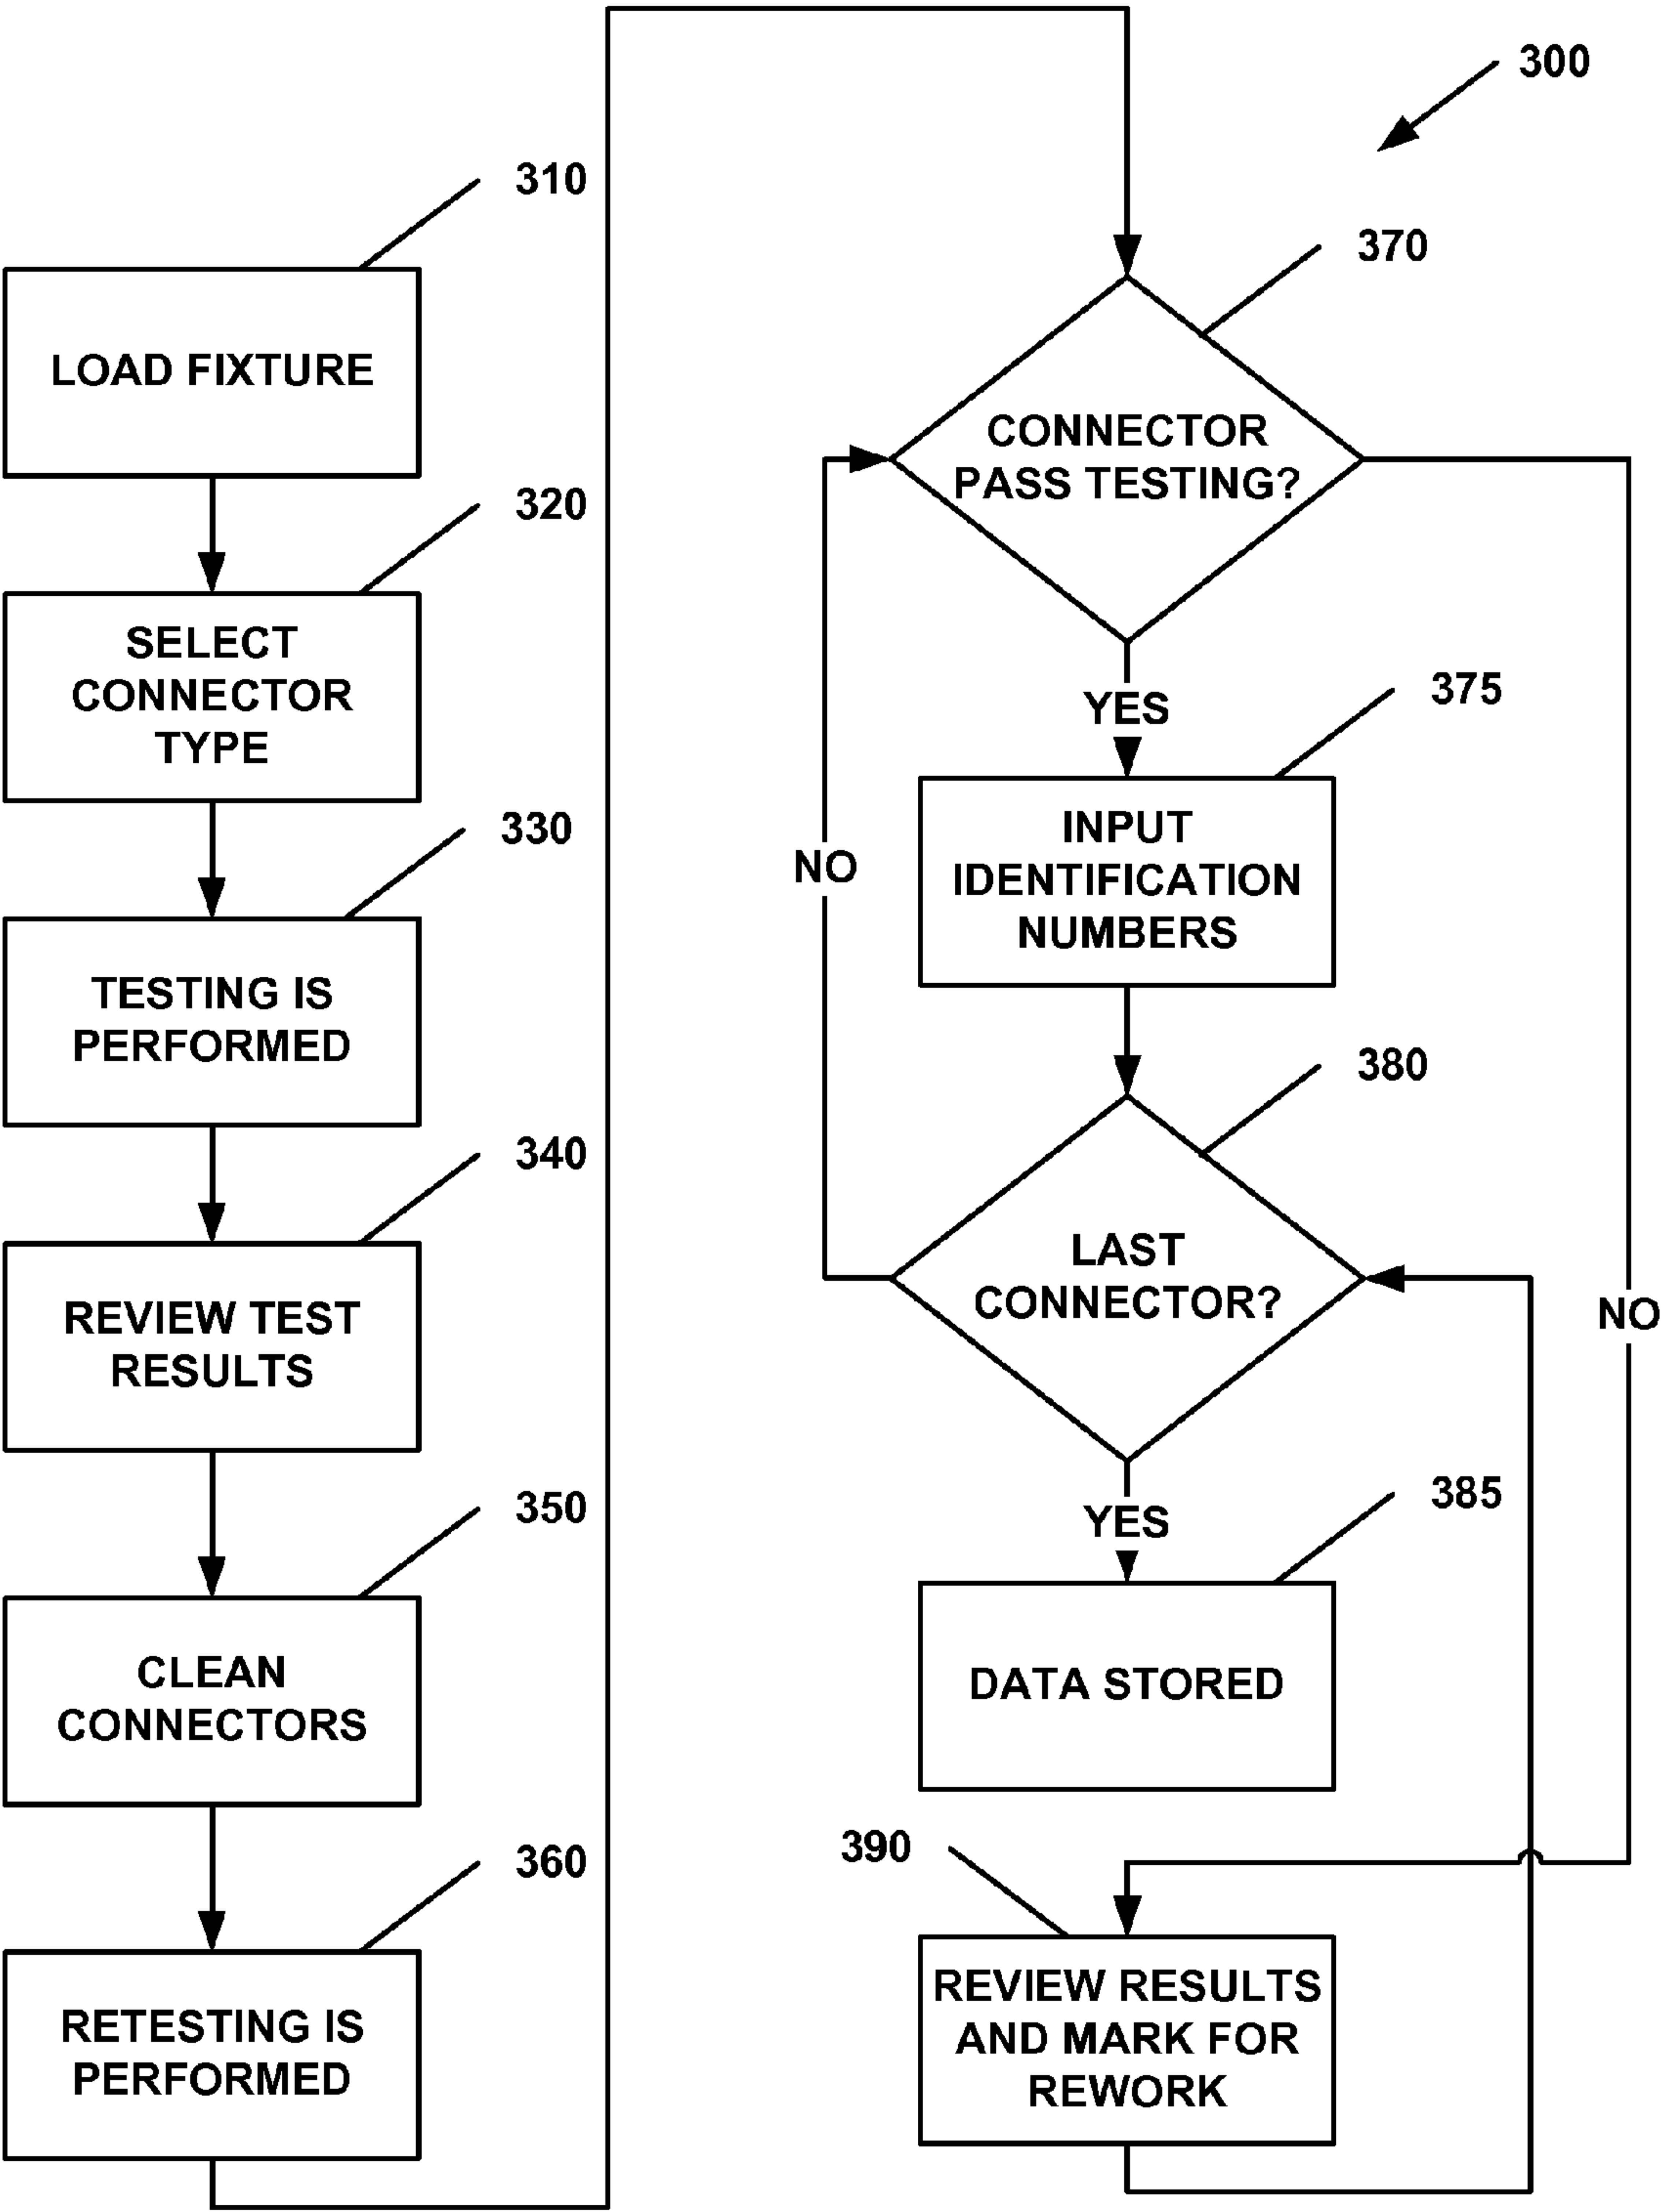 300
310
LOAD FIXTURE
320
SELECT
CONNECTOR
TYPE
330
TESTING IS
PERFORMED
340
REVIEW TEST
RESULTS
350
CLEAN
CONNECTORS
360
RETESTING IS
PERFORMED
370
CONNECTOR
PASS TESTING?
YES
NO
375
INPUT
IDENTIFICATION
NUMBERS
NO
380
LAST
CONNECTOR?
YES
385
DATA STORED
390
REVIEW RESULTS
AND MARK FOR
REWORK